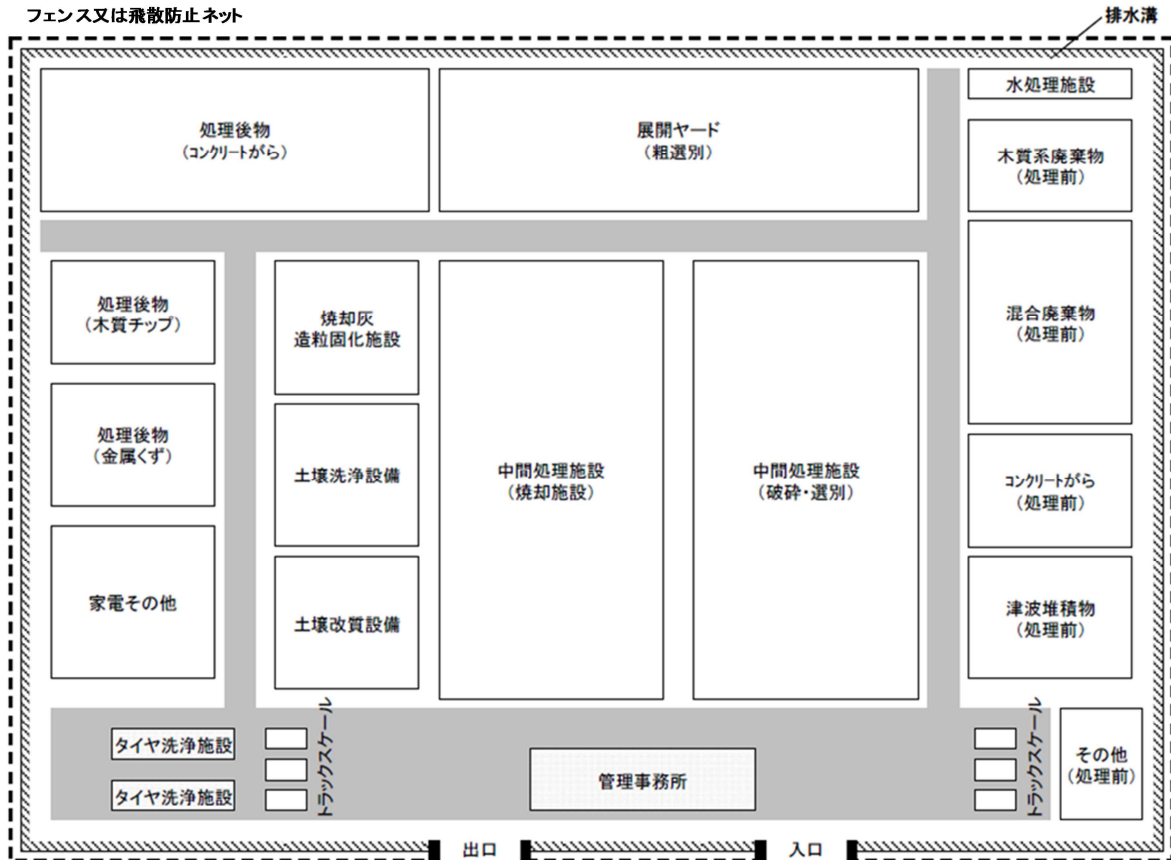 フェンス又は飛散防止ネット
排水溝
処理後物
(コンクリートがら)
展開ヤード
(粗選別)
水処理施設
木質系廃棄物
(処理前)
処理後物
(木質チップ)
焼却灰
造粒固化施設
混合廃棄物
(処理前)
処理後物
(金属くず)
土壌洗浄設備
中間処理施設
(焼却施設)
中間処理施設
(破砕・選別)
コンクリートがら
(処理前)
家電その他
土壌改質設備
津波堆積物
(処理前)
タイヤ洗浄施設
タイヤ洗浄施設
トラックスケール
管理事務所
トラックスケール
その他
(処理前)
出口
入口